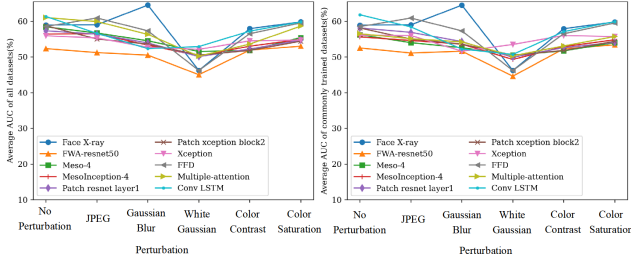 Average AUC of all datasets(%)
60
50
40
30
20
10
Face X-ray
FWA-resnet50
Meso-4
MesoInception-4
Patch resnet layer1
Patch xception block2
Xception
FFD
Multiple-attention
Conv LSTM
No
Perturbation
JPEG
Gaussian
Blur
White
Gaussian
Color
Contrast
Color
Saturation
Perturbation
Average AUC of commonly trained datasets(%)
60
50
40
30
20
10
Face X-ray
FWA-resnet50
Meso-4
MesoInception-4
Patch resnet layer1
Patch xception block2
Xception
FFD
Multiple-attention
Conv LSTM
No
Perturbation
JPEG
Gaussian
Blur
White
Gaussian
Color
Contrast
Color
Saturation
Perturbation